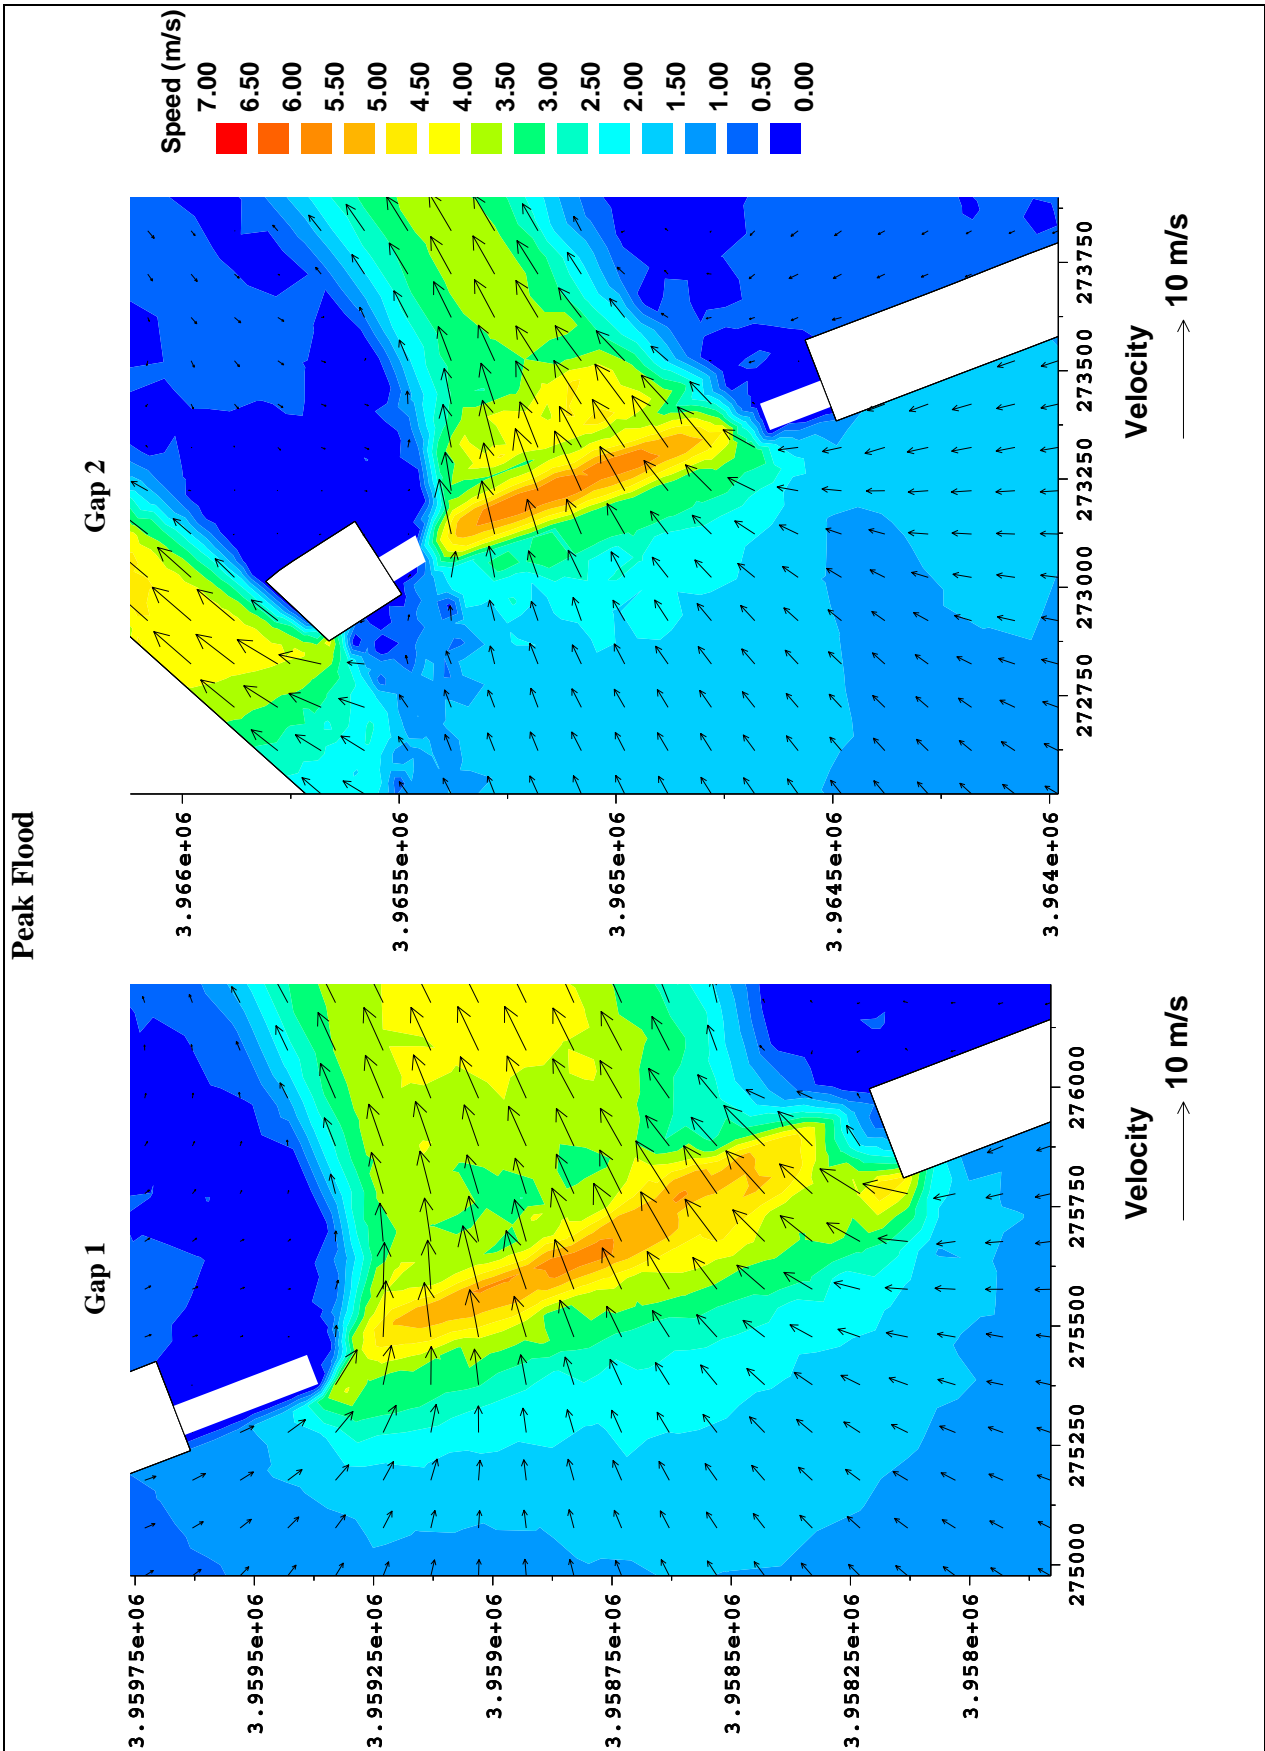 Peak Flood
Gap 1
3.95975e+06
3.9595e+06
3.95925e+06
3.959e+06
3.95875e+06
3.9585e+06
3.95825e+06
3.958e+06
275000
275250
275500
275750
276000
Velocity
10 m/s
Gap 2
3.966e+06
3.9655e+06
3.965e+06
3.9645e+06
3.964e+06
272750
273000
273250
273500
273750
Velocity
10 m/s
Speed (m/s)
7.00
6.50
6.00
5.50
5.00
4.50
4.00
3.50
3.00
2.50
2.00
1.50
1.00
0.50
0.00